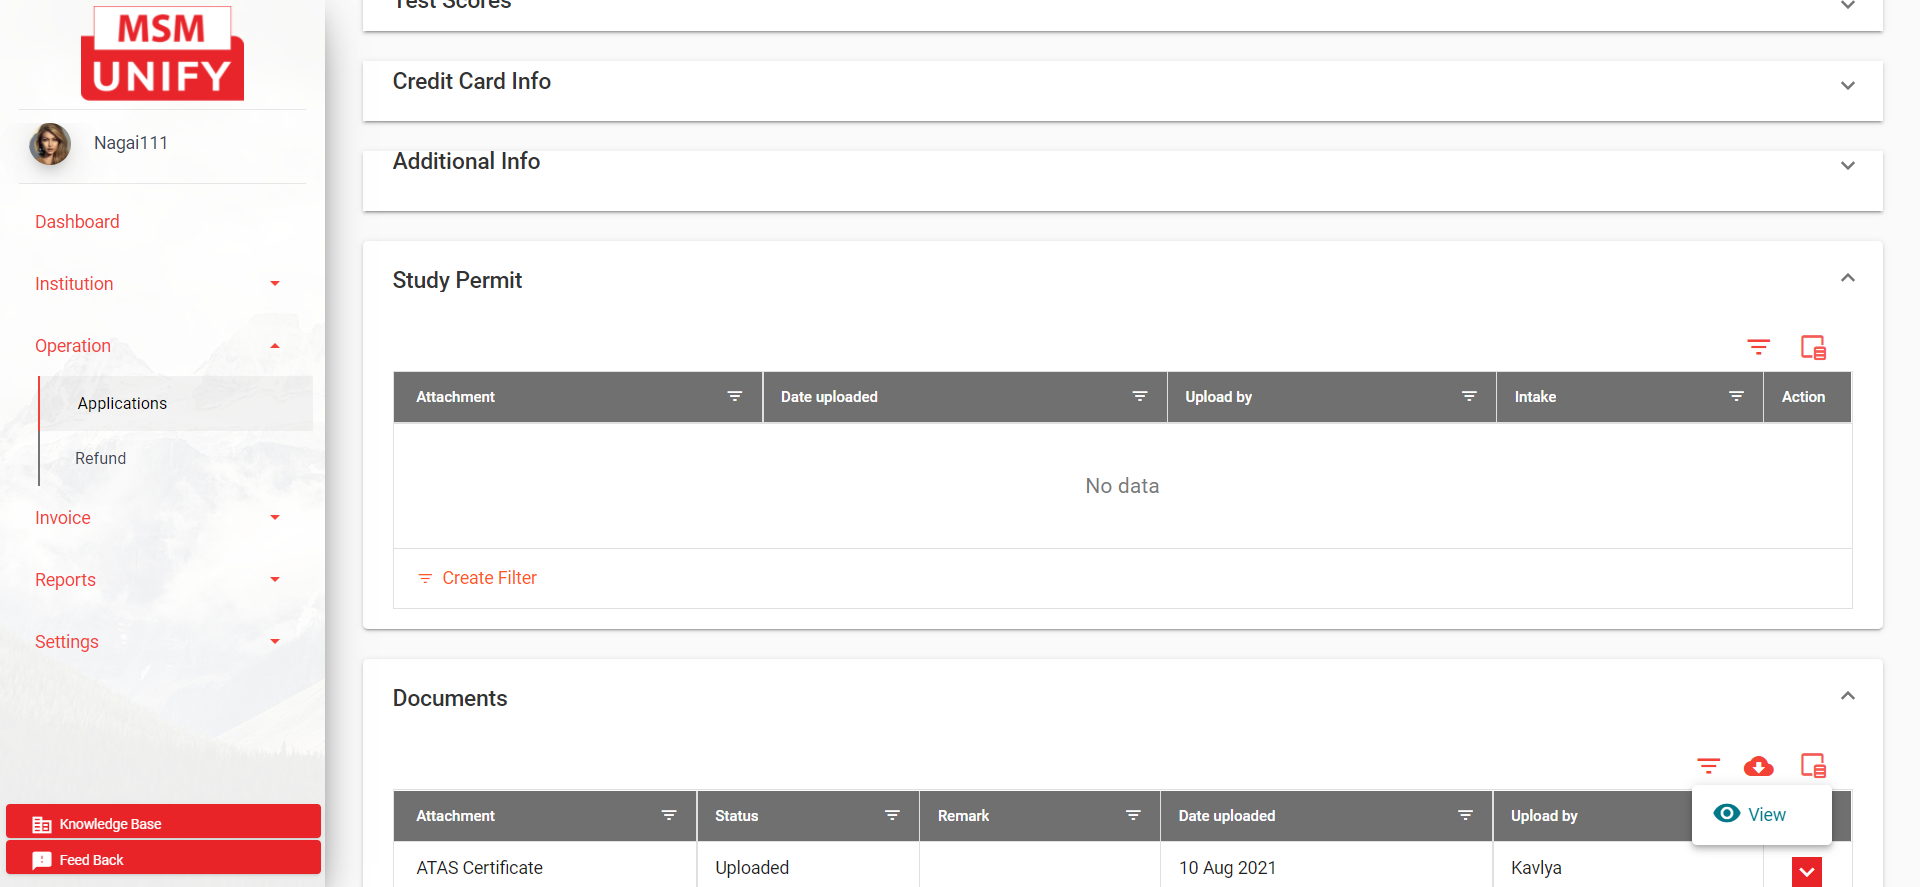 MSM
UNIFY
Nagai111
Dashboard
Institution
Operation
Applications
Refund
Invoice
Reports
Settings
Knowledge Base
Feed Back
Test Scores
Credit Card Info
Additional Info
Study Permit
Attachment Date uploaded Upload by Intake Action
No data
Create Filter
Documents
Attachment Status Remark Date uploaded Upload by
View
ATAS Certificate Uploaded 10 Aug 2021 Kavlya